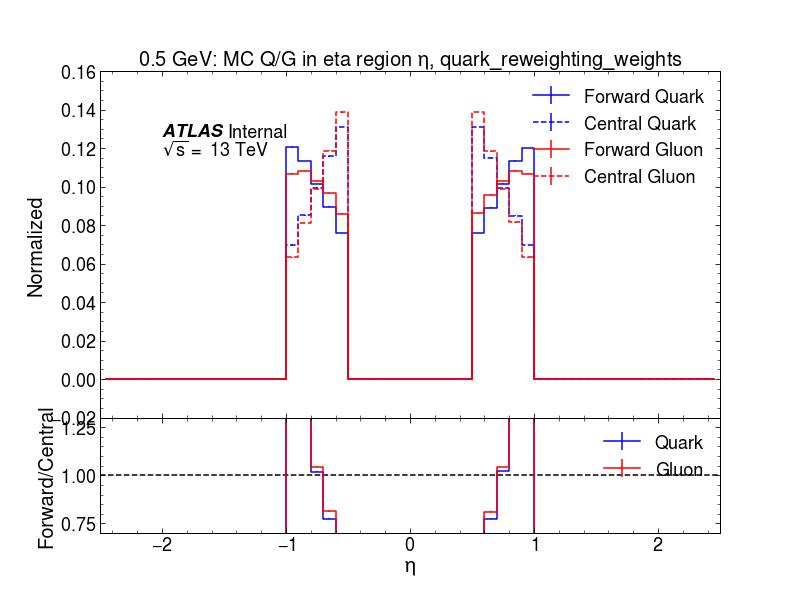 0.5 GeV: MC Q/G in eta region η, quark_reweighting_weights
0.16
0.14
0.12
0.10
0.08
0.06
0.04
0.02
0.00
−0.02
Normalized
ATLAS Internal
√s = 13 TeV
Forward Quark
Central Quark
Forward Gluon
Central Gluon
1.25
1.00
0.75
Forward/Central
Quark
Gluon
−2
−1
0
1
2
η